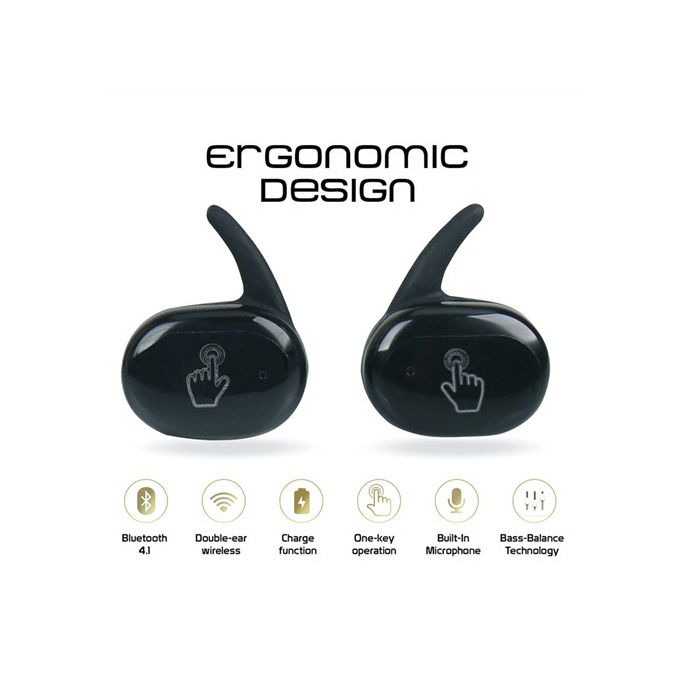 ErGONOMIC
DesiGN
Bluetooth
4.1
Double-ear
wireless
Charge
function
One-key
operation
Built-In
Microphone
Bass-Balance
Technology